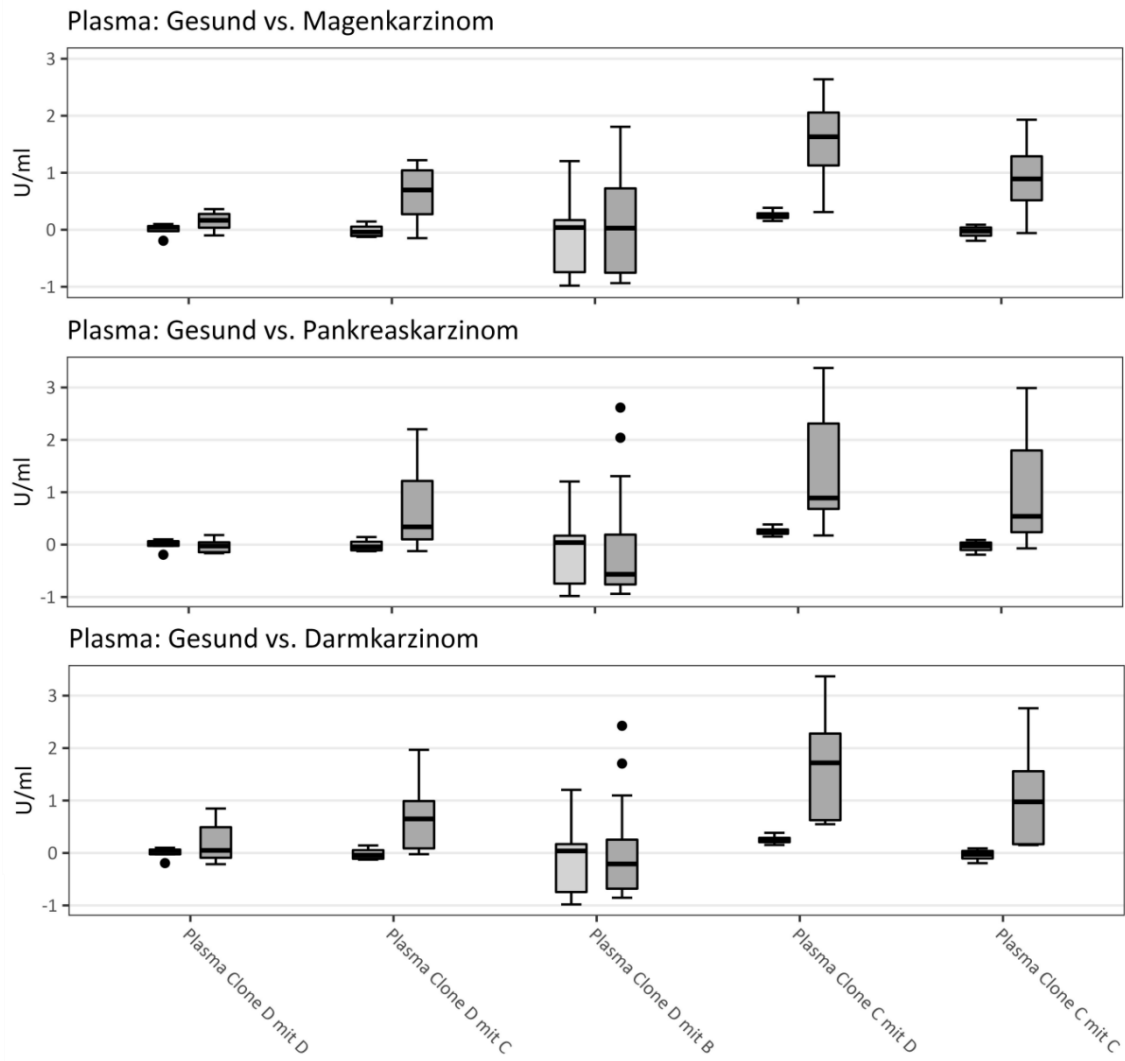 Plasma: Gesund vs. Magenkarzinom
3
2
1
0
-1
U/ml
Plasma: Gesund vs. Pankreaskarzinom
3
2
1
0
-1
U/ml
Plasma: Gesund vs. Darmkarzinom
3
2
1
0
-1
U/ml
Plasma Clone D mit D
Plasma Clone D mit C
Plasma Clone D mit B
Plasma Clone C mit D
Plasma Clone C mit C